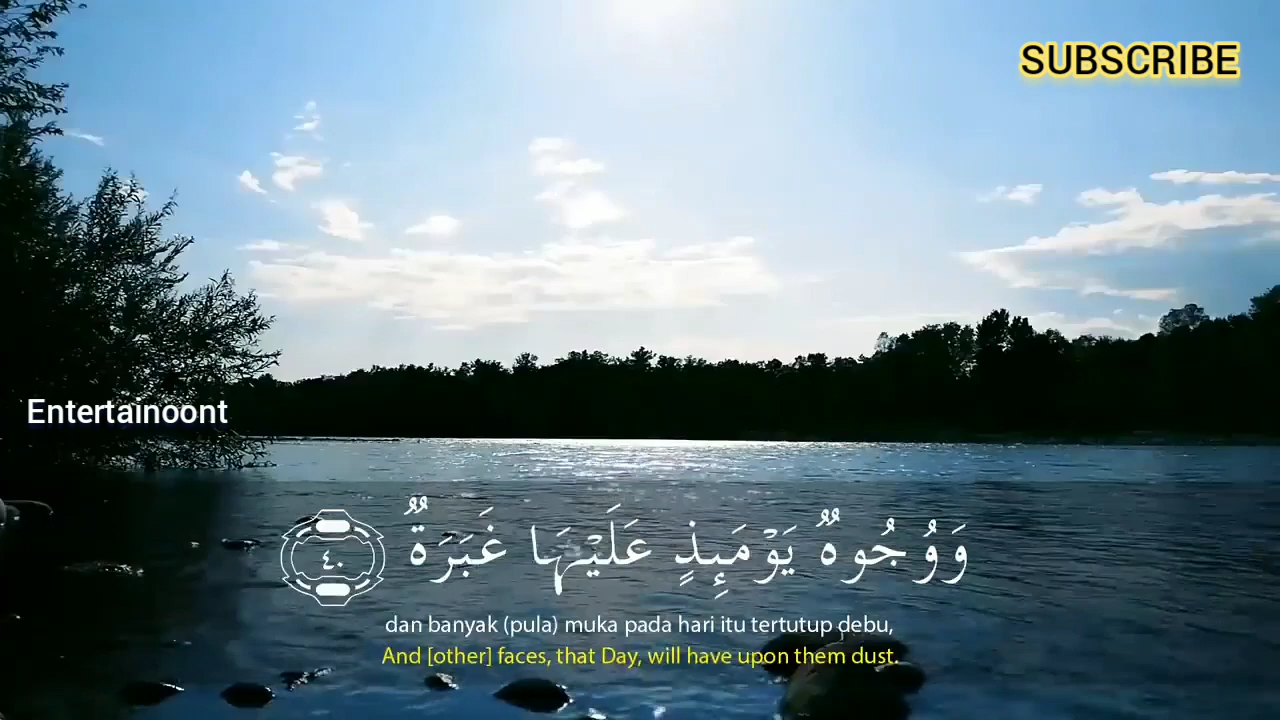 SUBSCRIBE
Entertainoont
وَوُجُوهٌ يَوْمَئِذٍ عَلَيْهَا غَبَرَةٌ ٤٠
dan banyak (pula) muka pada hari itu tertutup debu,
And [other] faces, that Day, will have upon them dust.